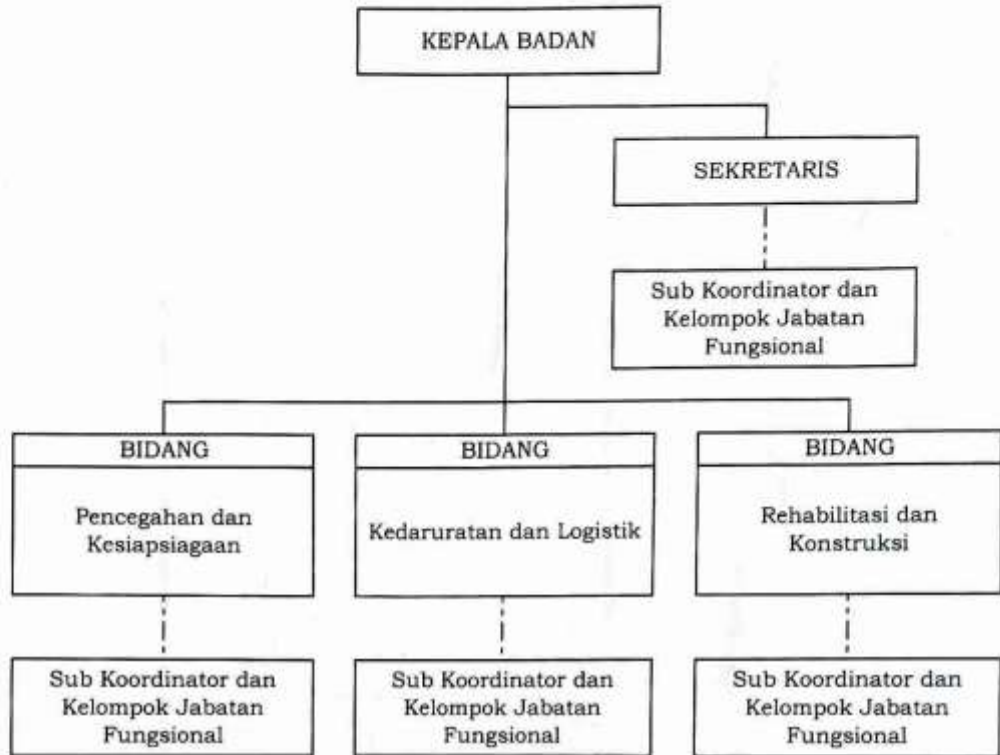 KEPALA BADAN
SEKRETARIS
Sub Koordinator dan
Kelompok Jabatan
Fungsional
BIDANG
Pencegahan dan
Kesiapsiagaan
BIDANG
Kedaruratan dan Logistik
BIDANG
Rehabilitasi dan
Konstruksi
Sub Koordinator dan
Kelompok Jabatan
Fungsional
Sub Koordinator dan
Kelompok Jabatan
Fungsional
Sub Koordinator dan
Kelompok Jabatan
Fungsional